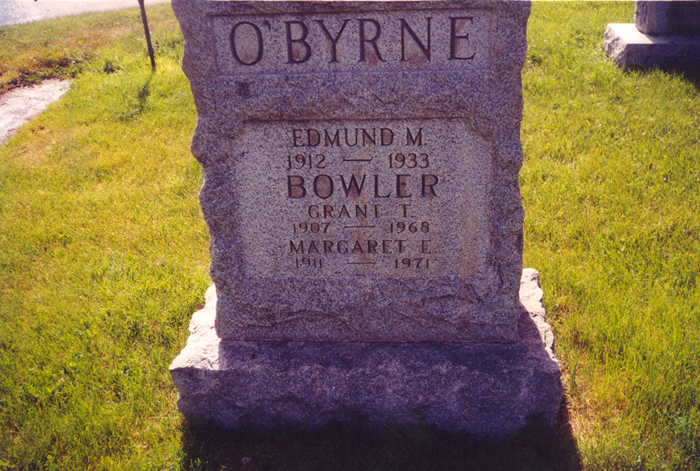 O'BYRNE
EDMUND M.
1912 — 1933
BOWLER
GRANT T.
1907 — 1968
MARGARET E.
1911 — 1971